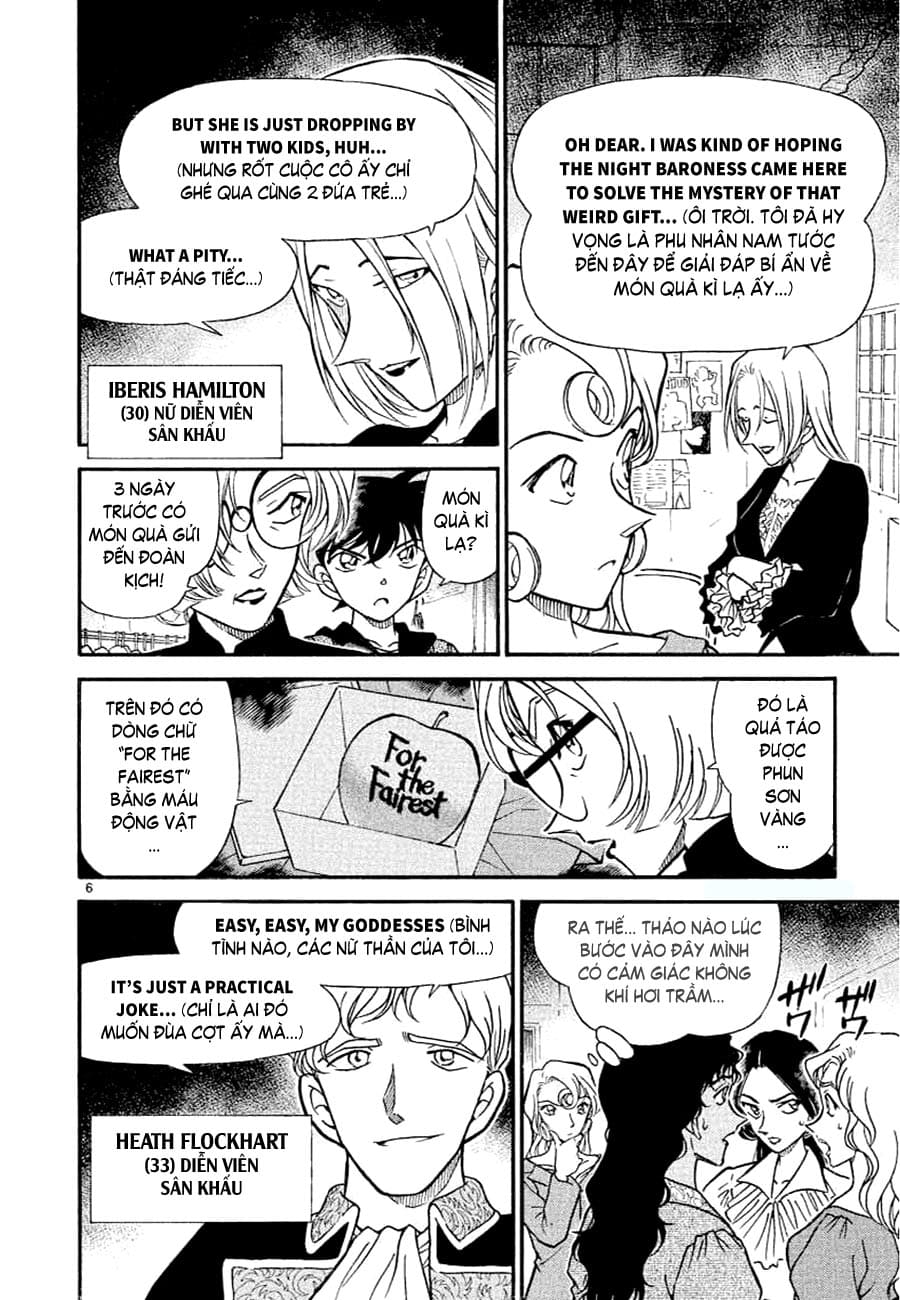 OH DEAR. I WAS KIND OF HOPING
THE NIGHT BARONESS CAME HERE
TO SOLVE THE MYSTERY OF THAT
WEIRD GIFT... (ÔI TRỜI. TÔI ĐÃ HY
VỌNG LÀ PHU NHÂN NAM TƯỚC
ĐẾN ĐÂY ĐỂ GIẢI ĐÁP BÍ ẨN VỀ
MÓN QUÀ KÌ LẠ ẤY...)
BUT SHE IS JUST DROPPING BY
WITH TWO KIDS, HUH...
(NHƯNG RỐT CUỘC CÔ ẤY CHỈ
GHÉ QUA CÙNG 2 ĐỨA TRẺ...)
WHAT A PITY...
(THẬT ĐÁNG TIẾC...)
IBERIS HAMILTON
(30) NỮ DIỄN VIÊN
SÂN KHẤU
MÓN
QUÀ KÌ
LẠ?
3 NGÀY
TRƯỚC CÓ
MÓN QUÀ GỬI
ĐẾN ĐOÀN
KỊCH!
ĐÓ LÀ
QUẢ TÁO
ĐƯỢC
PHUN
SƠN
VÀNG
...
For
the
Fairest
TRÊN ĐÓ CÓ
DÒNG CHỮ
“FOR THE
FAIREST”
BẰNG MÁU
ĐỘNG VẬT
...
6
RA THẾ... THẢO NÀO LÚC
BƯỚC VÀO ĐÂY MÌNH
CÓ CẢM GIÁC KHÔNG
KHÍ HƠI TRẦM...
ザワ
ザワ
EASY, EASY, MY GODDESSES (BÌNH
TĨNH NÀO, CÁC NỮ THẦN CỦA TÔI...)
IT’S JUST A PRACTICAL
JOKE... (CHỈ LÀ AI ĐÓ
MUỐN ĐÙA CỢT ẤY MÀ...)
HEATH FLOCKHART
(33) DIỄN VIÊN
SÂN KHẤU